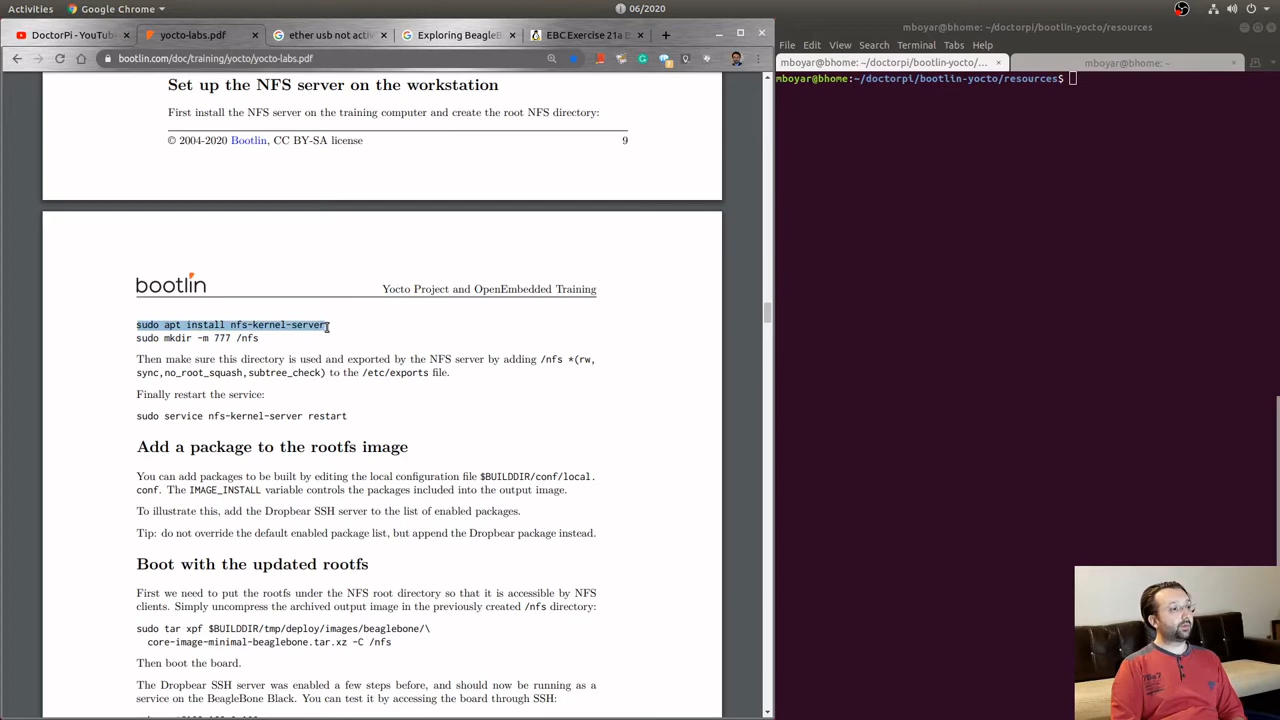 Activities Google Chrome 06/2020
DoctorPi - YouTub × yocto-labs.pdf × ether usb not activ × Exploring BeagleB × EBC Exercise 21a E × +
bootlin.com/doc/training/yocto/yocto-labs.pdf
Set up the NFS server on the workstation
First install the NFS server on the training computer and create the root NFS directory:
© 2004-2020 Bootlin, CC BY-SA license 9
bootlin Yocto Project and OpenEmbedded Training
sudo apt install nfs-kernel-server
sudo mkdir -m 777 /nfs
Then make sure this directory is used and exported by the NFS server by adding /nfs *(rw,
sync,no_root_squash,subtree_check) to the /etc/exports file.
Finally restart the service:
sudo service nfs-kernel-server restart
Add a package to the rootfs image
You can add packages to be built by editing the local configuration file $BUILDDIR/conf/local.
conf. The IMAGE_INSTALL variable controls the packages included into the output image.
To illustrate this, add the Dropbear SSH server to the list of enabled packages.
Tip: do not override the default enabled package list, but append the Dropbear package instead.
Boot with the updated rootfs
First we need to put the rootfs under the NFS root directory so that it is accessible by NFS
clients. Simply uncompress the archived output image in the previously created /nfs directory:
sudo tar xpf $BUILDDIR/tmp/deploy/images/beaglebone/\
core-image-minimal-beaglebone.tar.xz -C /nfs
Then boot the board.
The Dropbear SSH server was enabled a few steps before, and should now be running as a
service on the BeagleBone Black. You can test it by accessing the board through SSH:
mboyar@bhome: ~/doctorpi/bootlin-yocto/resources
File Edit View Search Terminal Tabs Help
mboyar@bhome: ~/doctorpi/bootlin-yocto/... × mboyar@bhome: ~ ×
mboyar@bhome:~/doctorpi/bootlin-yocto/resources$